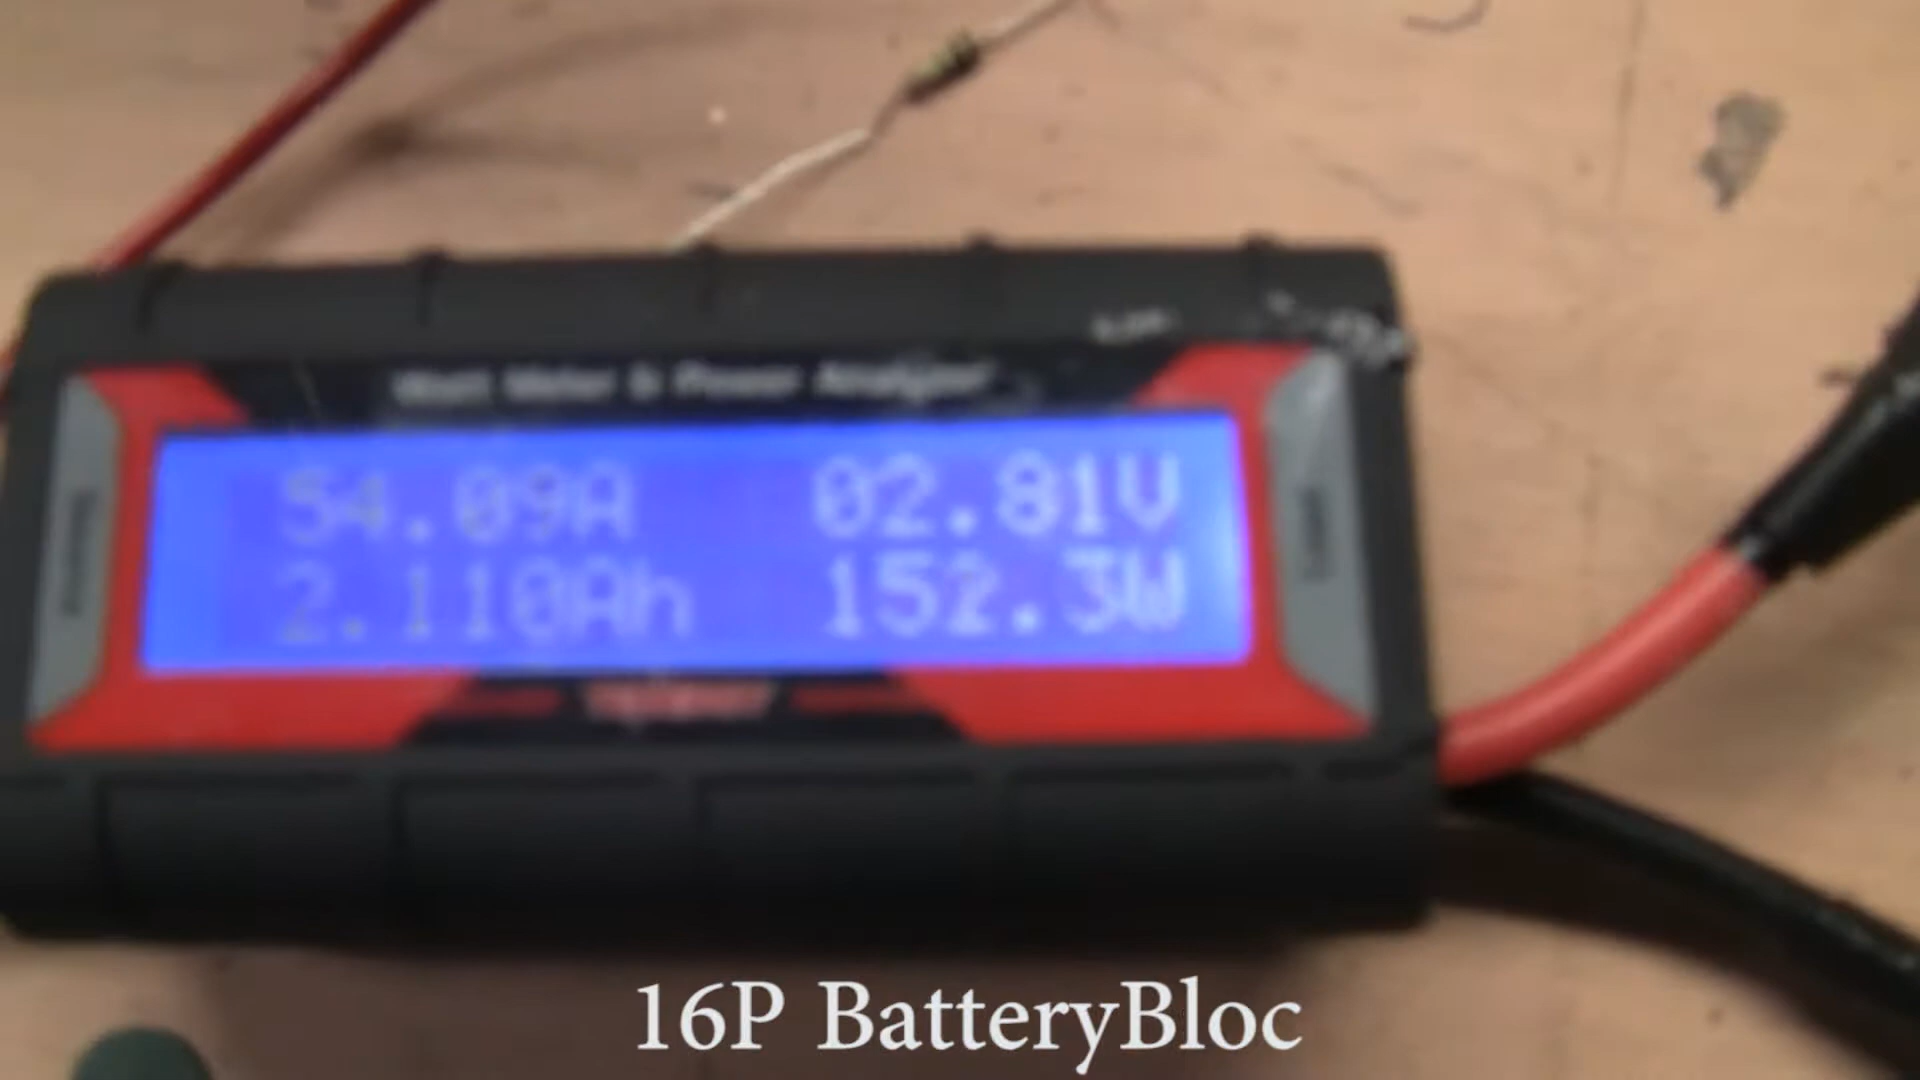 Watt Meter & Power Analyzer
54.09A 02.81V
2.110Ah 152.3W
16P BatteryBloc